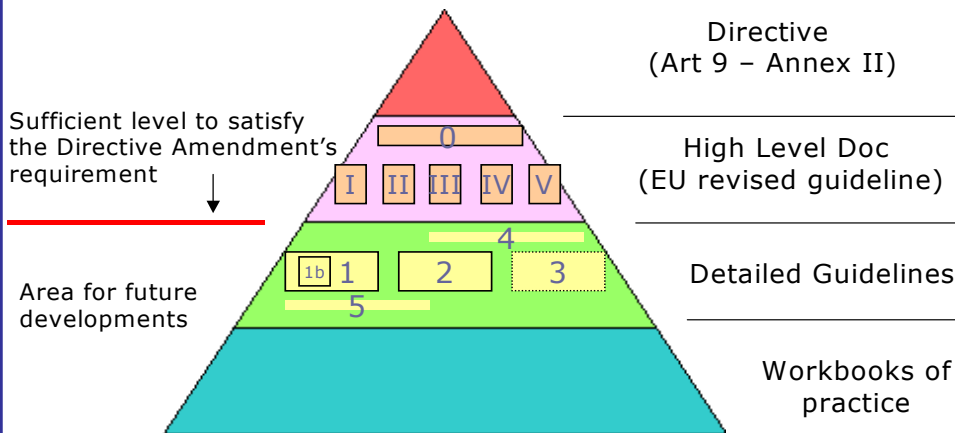 Directive
(Art 9 – Annex II)
Sufficient level to satisfy
the Directive Amendment's
requirement
0
I II III IV V
High Level Doc
(EU revised guideline)
4
1b 1 2 3
5
Detailed Guidelines
Area for future
developments
Workbooks of
practice